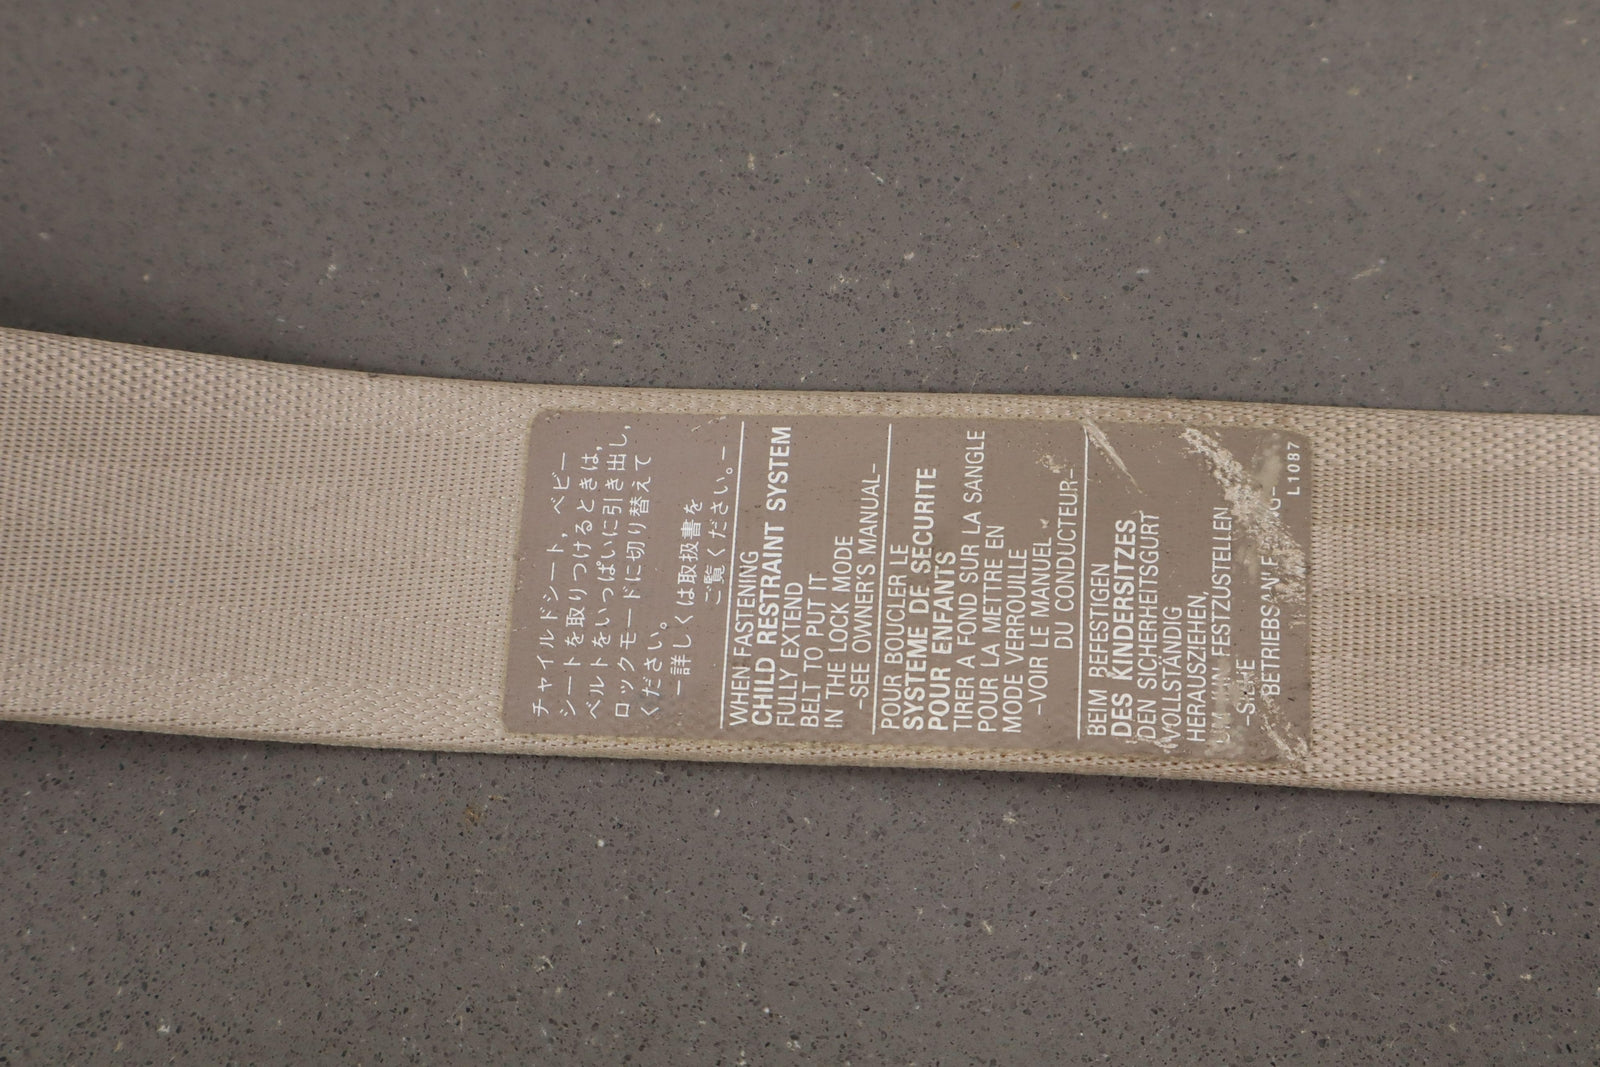 チャイルドシート，ベビー
シートを取りつけるときは，
ベルトをいっぱいに引き出し，
ロックモードに切り替えて
ください。
−詳しくは取扱書を
ご覧ください。−
WHEN FASTENING
CHILD RESTRAINT SYSTEM
FULLY EXTEND
BELT TO PUT IT
IN THE LOCK MODE
-SEE OWNER'S MANUAL-
POUR BOUCLER LE
SYSTEME DE SECURITE
POUR ENFANTS
TIRER A FOND SUR LA SANGLE
POUR LA METTRE EN
MODE VERROUILLE
-VOIR LE MANUEL
DU CONDUCTEUR-
BEIM BEFESTIGEN
DES KINDERSITZES
DEN SICHERHEITSGURT
VOLLSTÄNDIG
HERAUSZIEHEN,
FESTZUSTELLEN
L1087